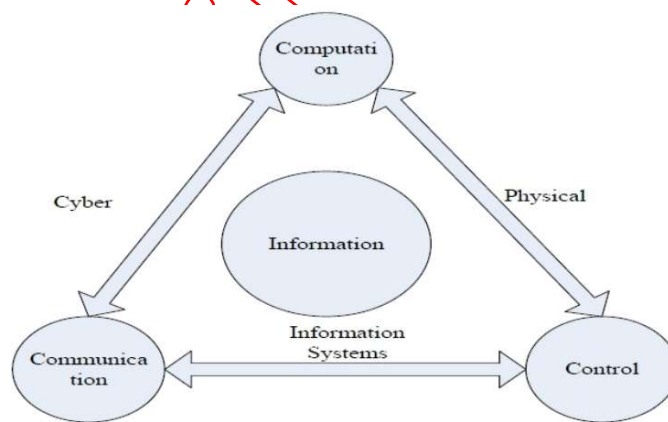 Computati
on
Cyber
Physical
Information
Information
Systems
Communica
tion
Control